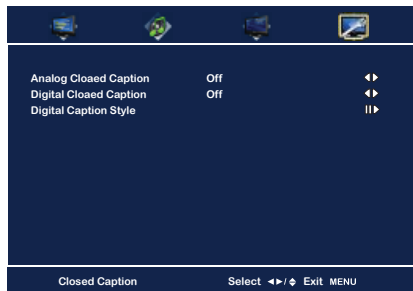 Analog Cloaed Caption Off
Digital Cloaed Caption Off
Digital Caption Style
Closed Caption Select ◄►/◆ Exit MENU